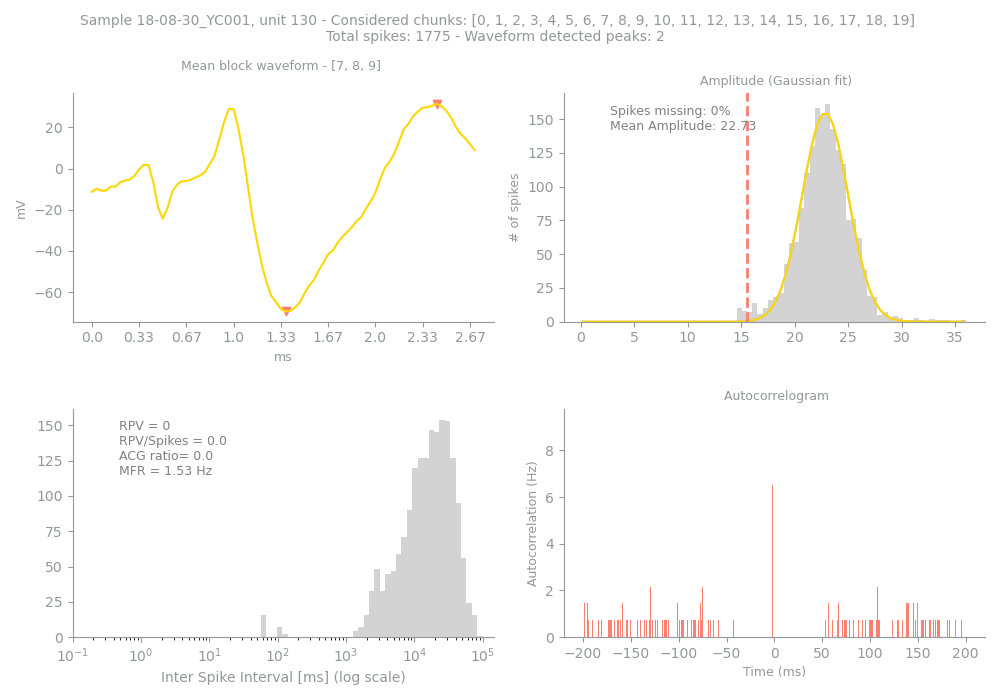 Sample 18-08-30_YC001, unit 130 - Considered chunks: [0, 1, 2, 3, 4, 5, 6, 7, 8, 9, 10, 11, 12, 13, 14, 15, 16, 17, 18, 19]
Total spikes: 1775 - Waveform detected peaks: 2
Mean block waveform - [7, 8, 9]
mV
20
0
−20
−40
−60
0.0 0.33 0.67 1.0 1.33 1.67 2.0 2.33 2.67
ms
Amplitude (Gaussian fit)
Spikes missing: 0%
Mean Amplitude: 22.73
# of spikes
150
125
100
75
50
25
0
0 5 10 15 20 25 30 35
RPV = 0
RPV/Spikes = 0.0
ACG ratio= 0.0
MFR = 1.53 Hz
150
125
100
75
50
25
0
10⁻¹ 10⁰ 10¹ 10² 10³ 10⁴ 10⁵
Inter Spike Interval [ms] (log scale)
Autocorrelogram
Autocorrelation (Hz)
8
6
4
2
0
−200 −150 −100 −50 0 50 100 150 200
Time (ms)